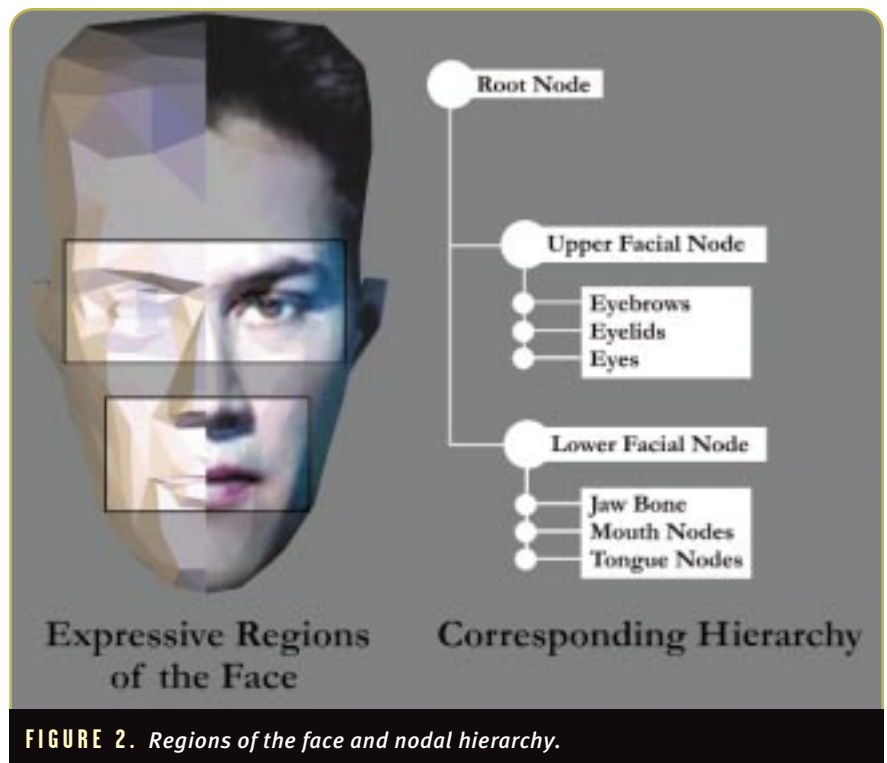 Root Node
Upper Facial Node
Eyebrows
Eyelids
Eyes
Lower Facial Node
Jaw Bone
Mouth Nodes
Tongue Nodes
Expressive Regions
of the Face
Corresponding Hierarchy
FIGURE 2. Regions of the face and nodal hierarchy.